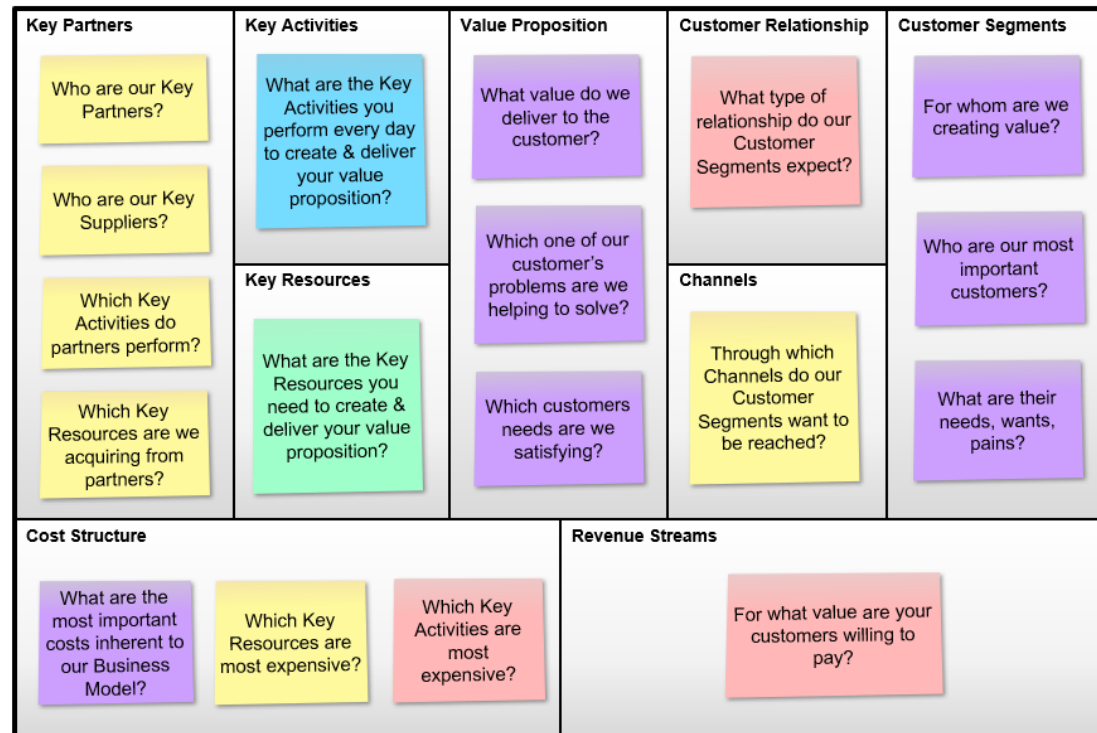 Key Partners
Who are our Key
Partners?
Who are our Key
Suppliers?
Which Key
Activities do
partners perform?
Which Key
Resources are we
acquiring from
partners?
Key Activities
What are the Key
Activities you
perform every day
to create & deliver
your value
proposition?
Key Resources
What are the Key
Resources you
need to create &
deliver your value
proposition?
Value Proposition
What value do we
deliver to the
customer?
Which one of our
customer's
problems are we
helping to solve?
Which customers
needs are we
satisfying?
Customer Relationship
What type of
relationship do our
Customer
Segments expect?
Channels
Through which
Channels do our
Customer
Segments want to
be reached?
Customer Segments
For whom are we
creating value?
Who are our most
important
customers?
What are their
needs, wants,
pains?
Cost Structure
What are the
most important
costs inherent to
our Business
Model?
Which Key
Resources are
most expensive?
Which Key
Activities are
most
expensive?
Revenue Streams
For what value are your
customers willing to
pay?